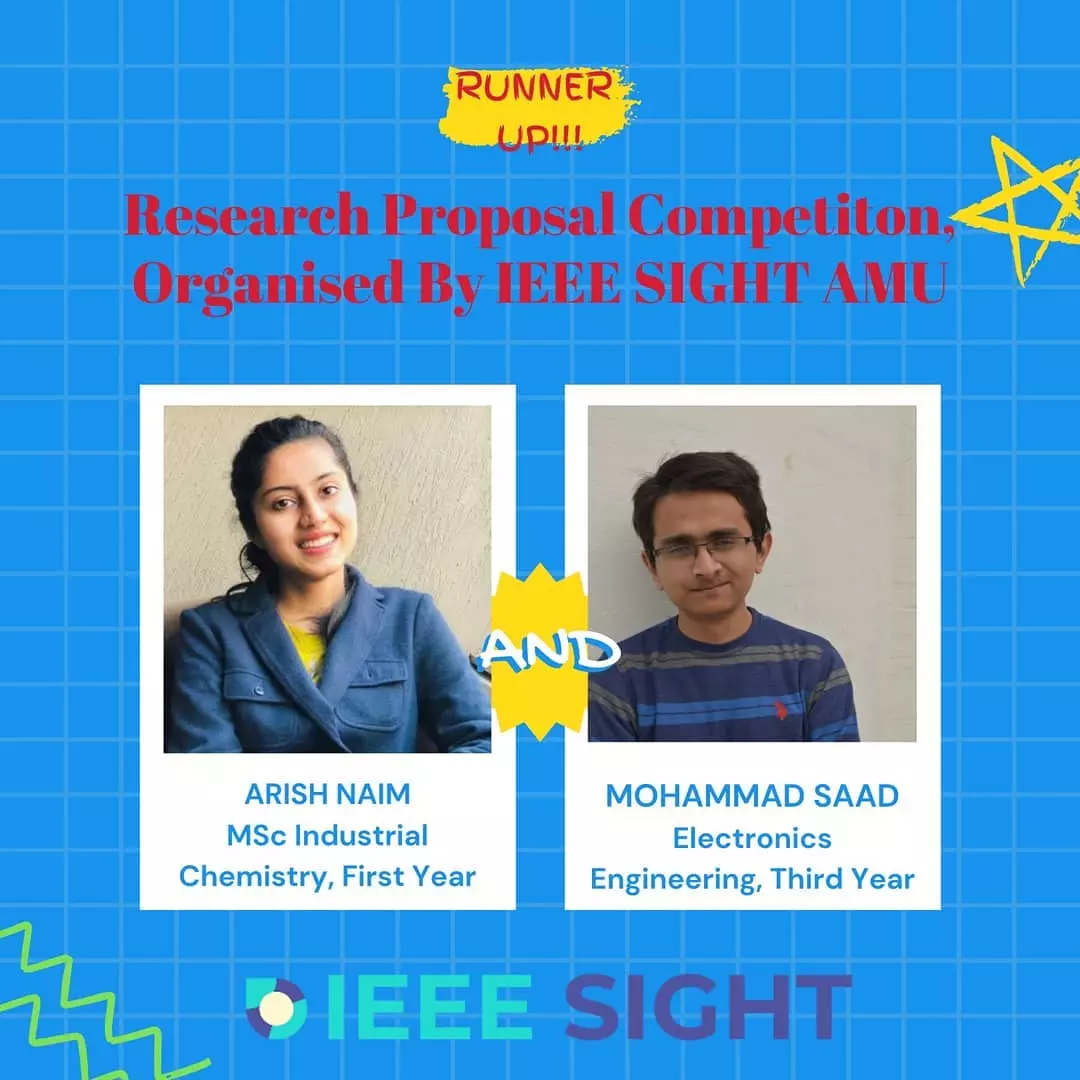 RUNNER
UP!!!
Research Proposal Competiton,
Organised By IEEE SIGHT AMU
AND
ARISH NAIM
MSc Industrial
Chemistry, First Year
MOHAMMAD SAAD
Electronics
Engineering, Third Year
IEEE SIGHT